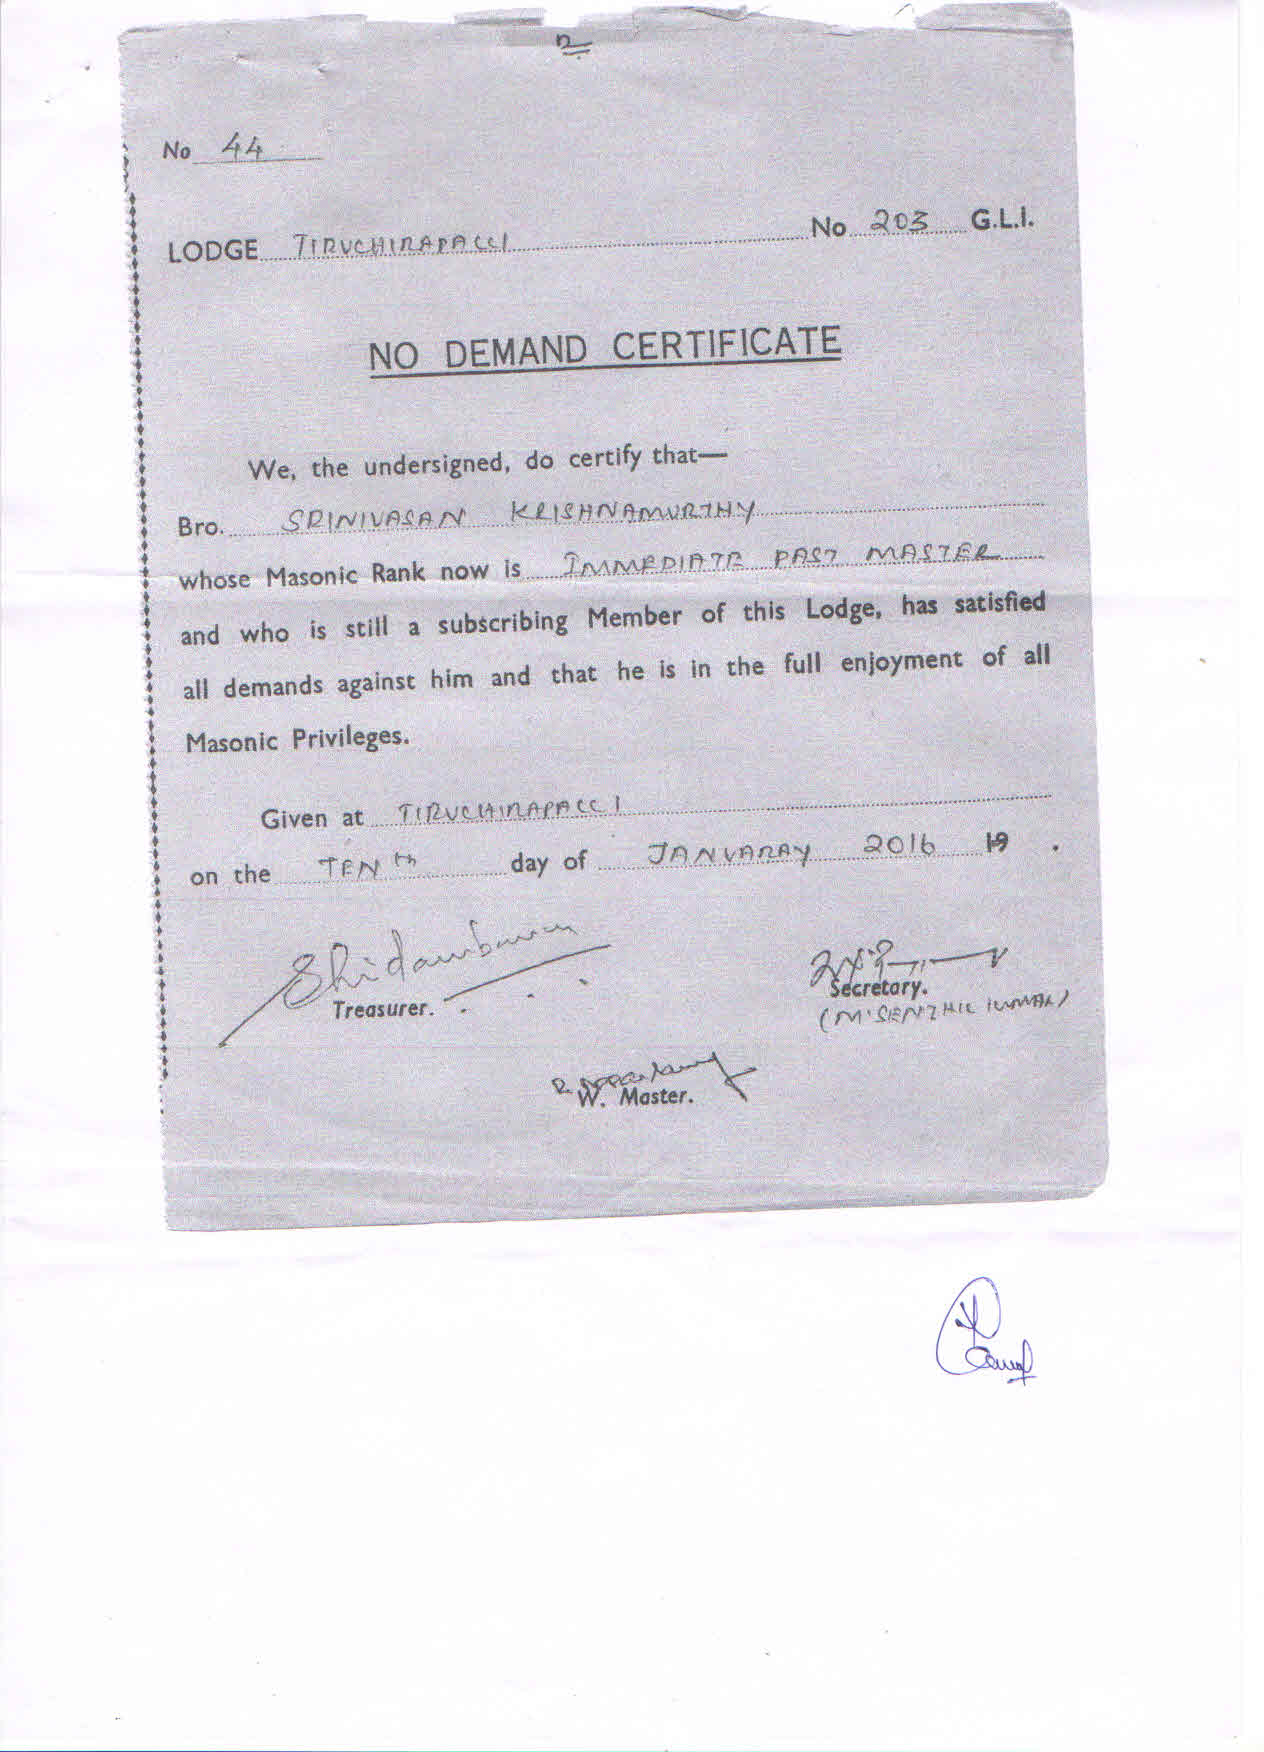 No 44
LODGE TIRUCHIRAPALLI No 203 G.L.I.
NO DEMAND CERTIFICATE
We, the undersigned, do certify that—
Bro. SRINIVASAN KRISHNAMURTHY
whose Masonic Rank now is IMMEDIATE PAST MASTER
and who is still a subscribing Member of this Lodge, has satisfied
all demands against him and that he is in the full enjoyment of all
Masonic Privileges.
Given at TIRUCHIRAPALLI
on the TENth day of JANUARAY 2016 19 .
Treasurer.
Secretary.
(M. SENTHIL KUMAR)
W. Master.